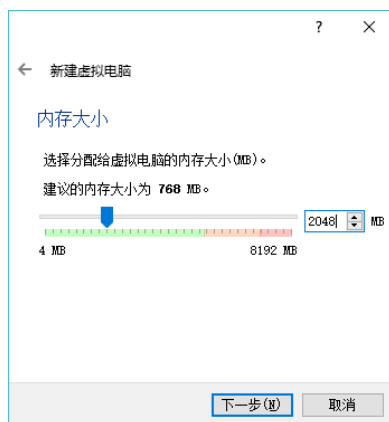 ?
新建虚拟电脑
内存大小
选择分配给虚拟电脑的内存大小(MB)。
建议的内存大小为 768 MB。
2048 MB
4 MB 8192 MB
下一步(N) 取消